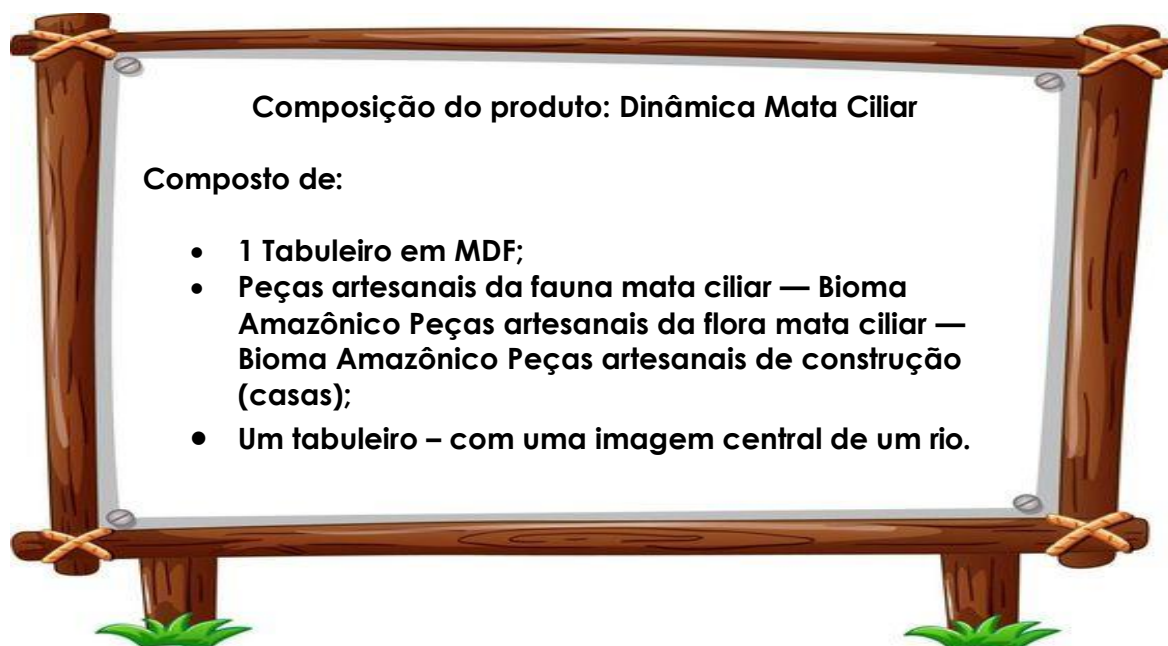 Composição do produto: Dinâmica Mata Ciliar
Composto de:
• 1 Tabuleiro em MDF;
• Peças artesanais da fauna mata ciliar — Bioma
Amazônico Peças artesanais da flora mata ciliar —
Bioma Amazônico Peças artesanais de construção
(casas);
• Um tabuleiro – com uma imagem central de um rio.